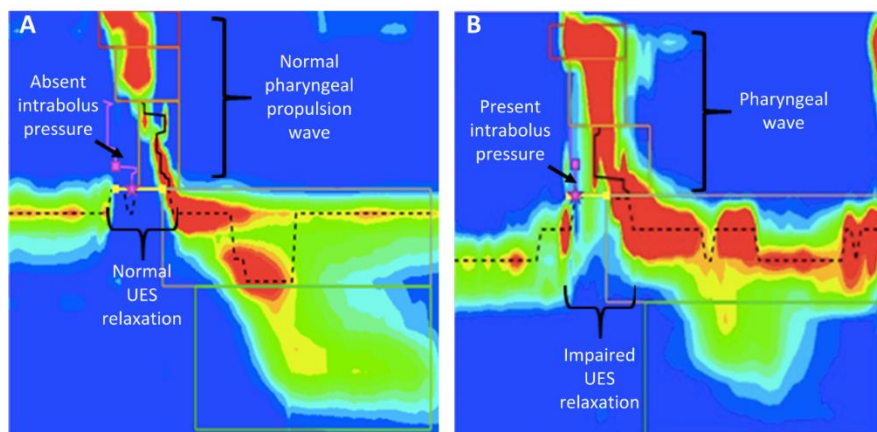 A
Normal
pharyngeal
propulsion
wave
Absent
intrabolus
pressure
Normal
UES
relaxation
B
Present
intrabolus
pressure
Pharyngeal
wave
Impaired
UES
relaxation